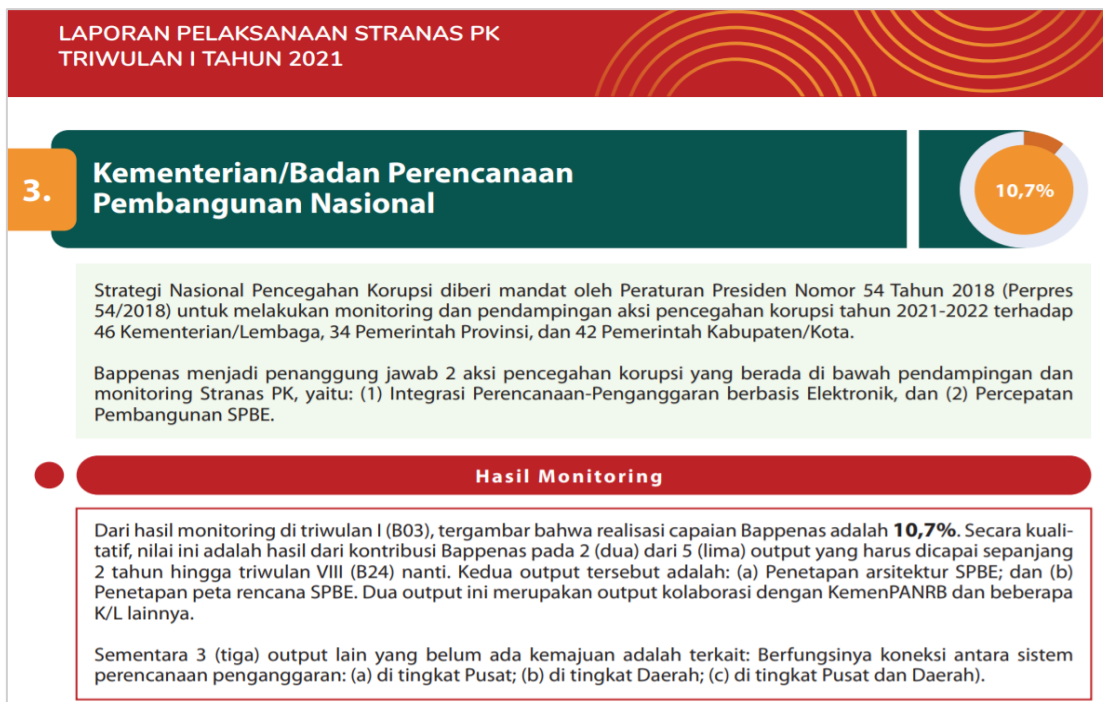 LAPORAN PELAKSANAAN STRANAS PK
TRIWULAN I TAHUN 2021
3.
Kementerian/Badan Perencanaan
Pembangunan Nasional
10,7%
Strategi Nasional Pencegahan Korupsi diberi mandat oleh Peraturan Presiden Nomor 54 Tahun 2018 (Perpres
54/2018) untuk melakukan monitoring dan pendampingan aksi pencegahan korupsi tahun 2021-2022 terhadap
46 Kementerian/Lembaga, 34 Pemerintah Provinsi, dan 42 Pemerintah Kabupaten/Kota.
Bappenas menjadi penanggung jawab 2 aksi pencegahan korupsi yang berada di bawah pendampingan dan
monitoring Stranas PK, yaitu: (1) Integrasi Perencanaan-Penganggaran berbasis Elektronik, dan (2) Percepatan
Pembangunan SPBE.
Hasil Monitoring
Dari hasil monitoring di triwulan I (B03), tergambar bahwa realisasi capaian Bappenas adalah 10,7%. Secara kuali-
tatif, nilai ini adalah hasil dari kontribusi Bappenas pada 2 (dua) dari 5 (lima) output yang harus dicapai sepanjang
2 tahun hingga triwulan VIII (B24) nanti. Kedua output tersebut adalah: (a) Penetapan arsitektur SPBE; dan (b)
Penetapan peta rencana SPBE. Dua output ini merupakan output kolaborasi dengan KemenPANRB dan beberapa
K/L lainnya.
Sementara 3 (tiga) output lain yang belum ada kemajuan adalah terkait: Berfungsinya koneksi antara sistem
perencanaan penganggaran: (a) di tingkat Pusat; (b) di tingkat Daerah; (c) di tingkat Pusat dan Daerah).